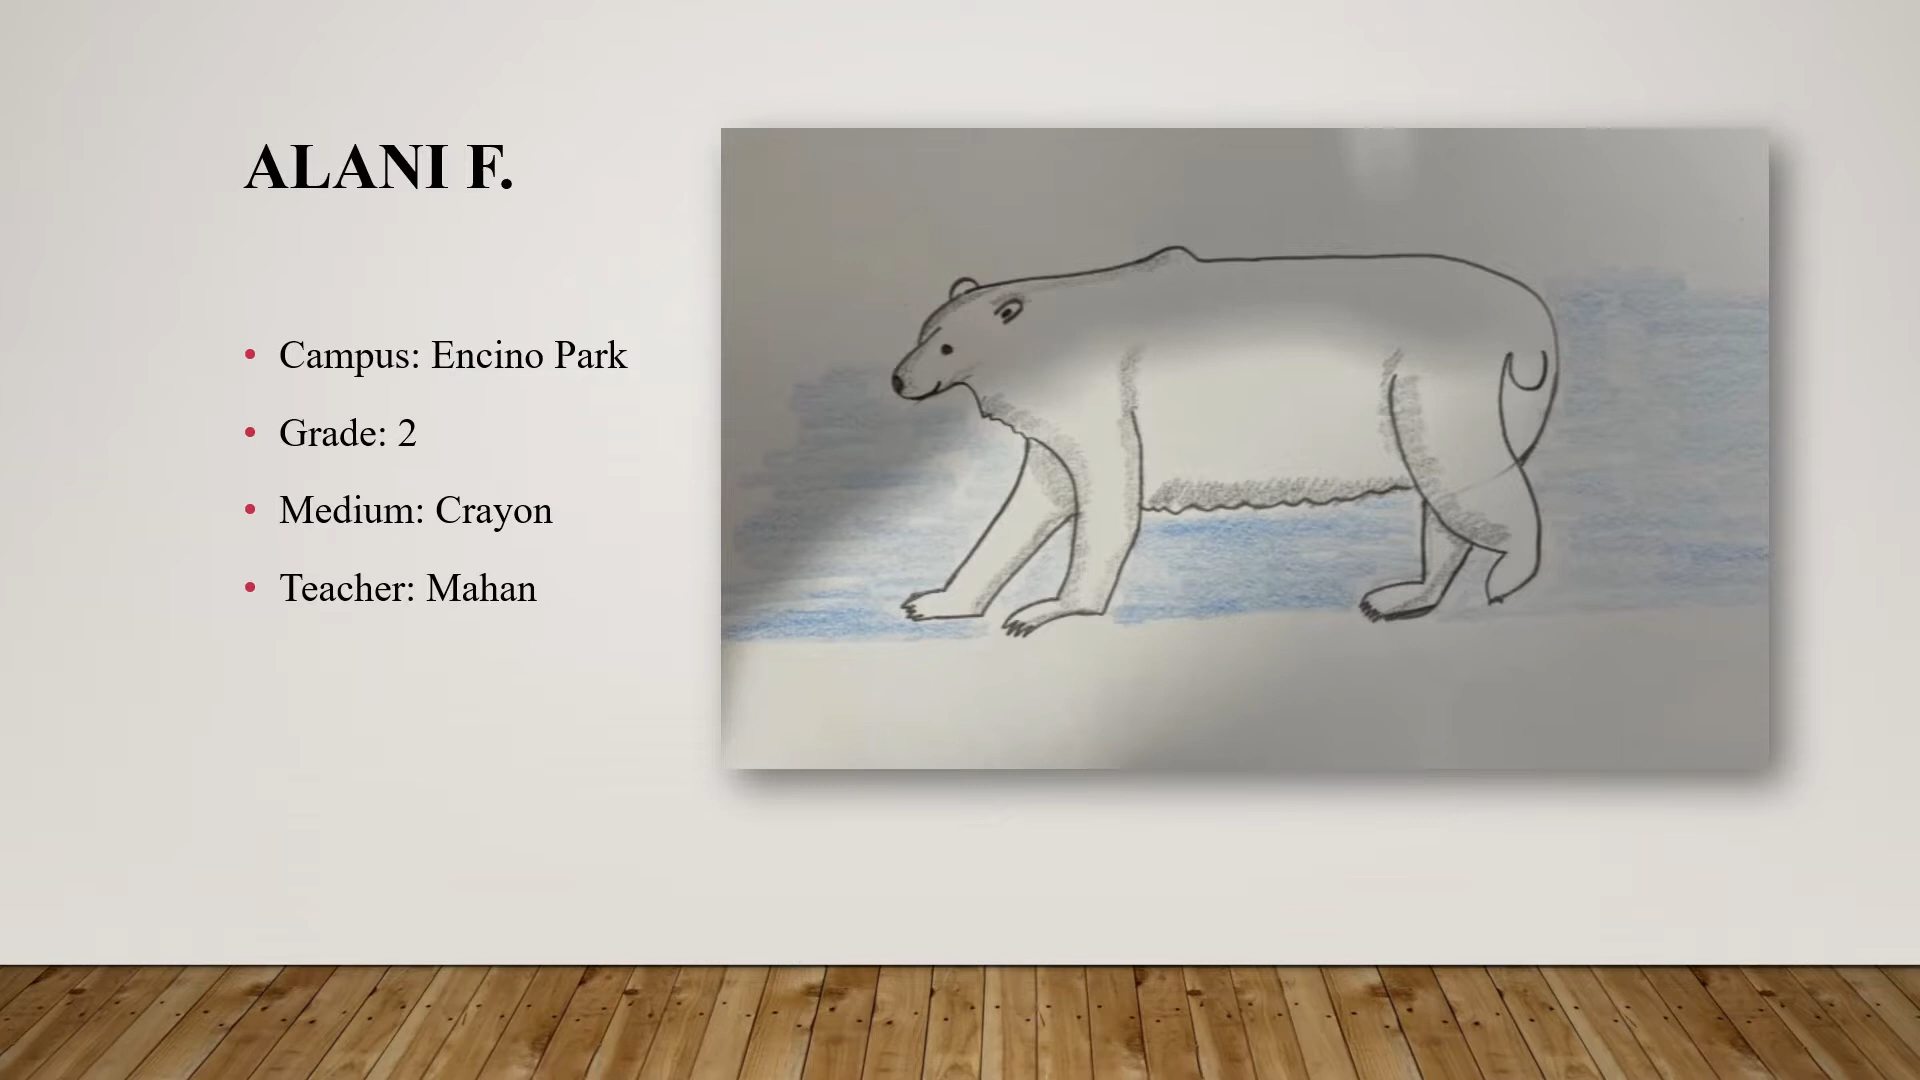 ALANI F.
Campus: Encino Park
Grade: 2
Medium: Crayon
Teacher: Mahan